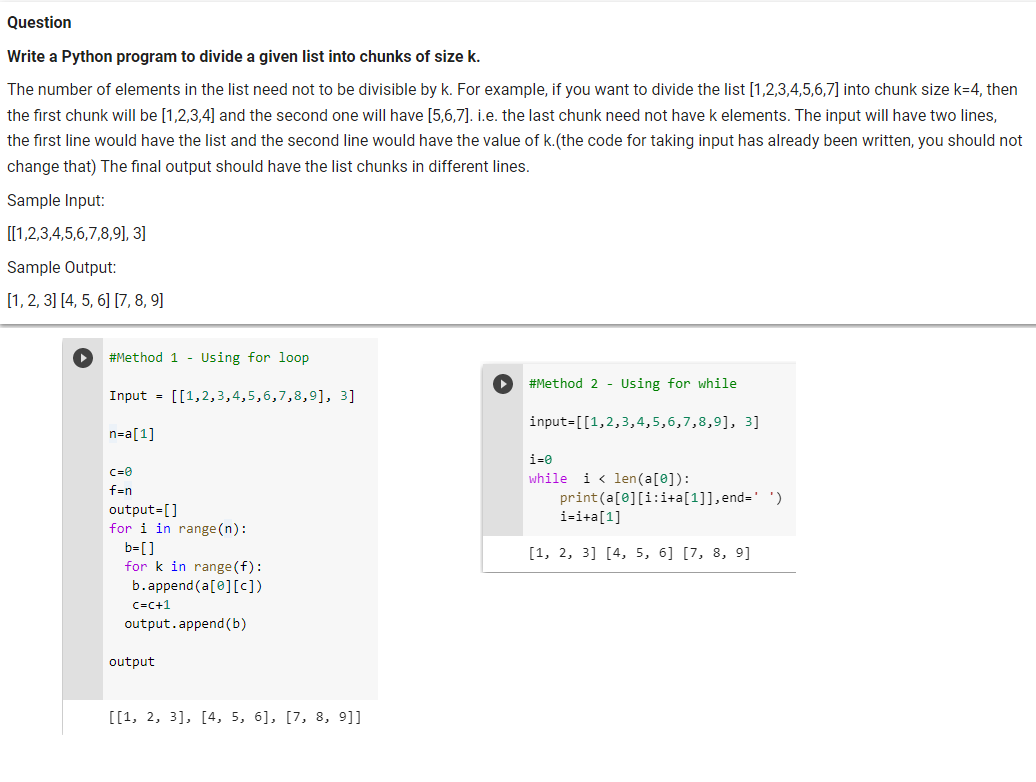 Question
Write a Python program to divide a given list into chunks of size k.
The number of elements in the list need not to be divisible by k. For example, if you want to divide the list [1,2,3,4,5,6,7] into chunk size k=4, then
the first chunk will be [1,2,3,4] and the second one will have [5,6,7]. i.e. the last chunk need not have k elements. The input will have two lines,
the first line would have the list and the second line would have the value of k.(the code for taking input has already been written, you should not
change that) The final output should have the list chunks in different lines.
Sample Input:
[[1,2,3,4,5,6,7,8,9], 3]
Sample Output:
[1, 2, 3] [4, 5, 6] [7, 8, 9]
#Method 1 - Using for loop
Input = [[1,2,3,4,5,6,7,8,9], 3]
n=a[1]
c=0
f=n
output=[]
for i in range(n):
  b=[]
  for k in range(f):
   b.append(a[0][c])
   c=c+1
  output.append(b)
output
[[1, 2, 3], [4, 5, 6], [7, 8, 9]]
#Method 2 - Using for while
input=[[1,2,3,4,5,6,7,8,9], 3]
i=0
while  i < len(a[0]):
    print(a[0][i:i+a[1]],end=' ')
    i=i+a[1]
[1, 2, 3] [4, 5, 6] [7, 8, 9]